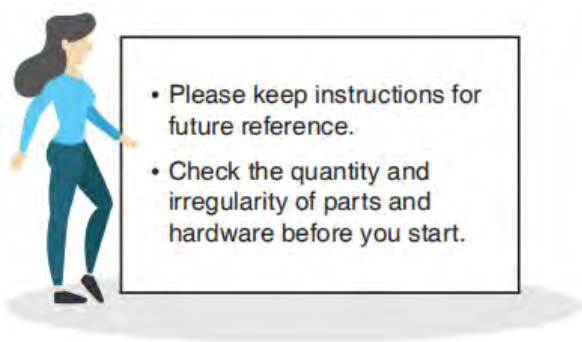 • Please keep instructions for
future reference.
• Check the quantity and
irregularity of parts and
hardware before you start.